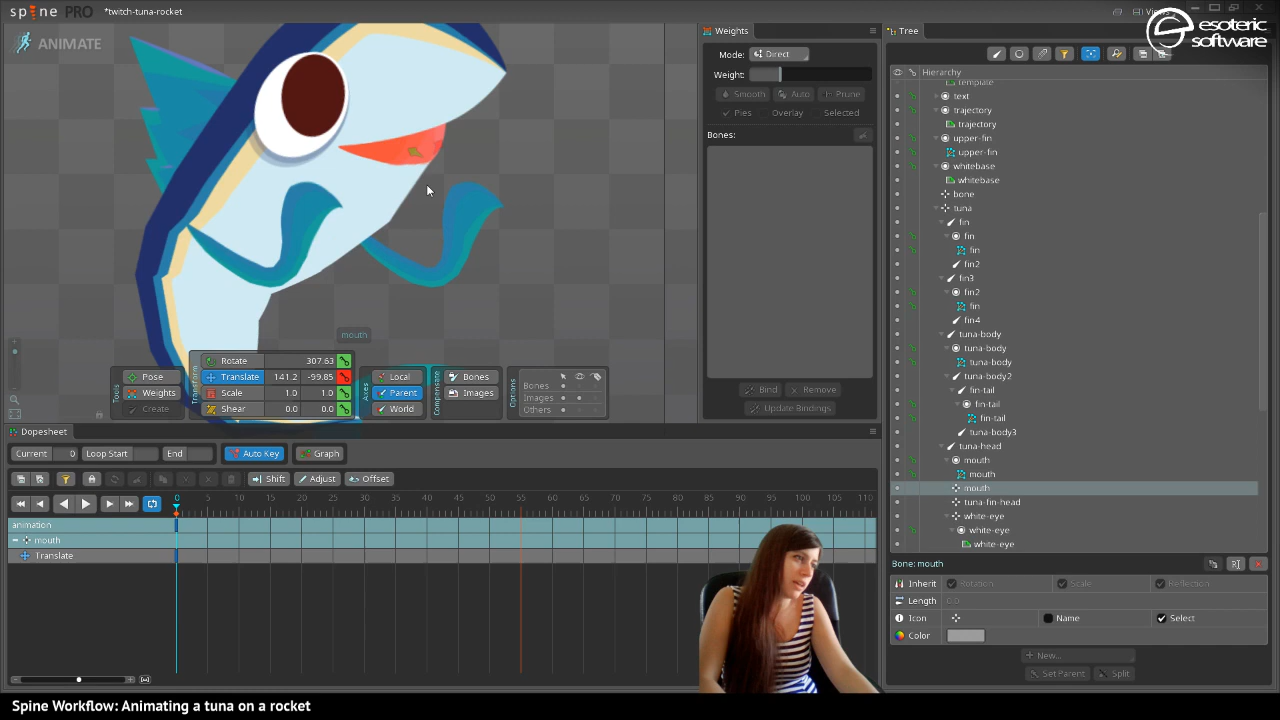 spine PRO
*twitch-tuna-rocket
Views
esoteric
software
ANIMATE
mouth
Tools
Pose
Weights
Create
Transform
Rotate 307.63
Translate 141.2 -99.85
Scale 1.0 1.0
Shear 0.0 0.0
Axes
Local
Parent
World
Compensate
Bones
Images
Options
Bones
Images
Others
Weights
Mode: Direct
Weight:
Smooth Auto Prune
Pies Overlay Selected
Bones:
Bind Remove
Update Bindings
Tree
Hierarchy
template
text
trajectory
trajectory
upper-fin
upper-fin
whitebase
whitebase
bone
tuna
fin
fin
fin
fin2
fin3
fin2
fin
fin4
tuna-body
tuna-body
tuna-body
tuna-body2
fin-tail
fin-tail
fin-tail
tuna-body3
tuna-head
mouth
mouth
mouth
tuna-fin-head
white-eye
white-eye
white-eye
Bone: mouth
Inherit Rotation Scale Reflection
Length 0.0
Icon Name Select
Color
New...
Set Parent Split
Dopesheet
Current 0 Loop Start End Auto Key Graph
Shift Adjust Offset
0 5 10 15 20 25 30 35 40 45 50 55 60 65 70 75 80 85 90 95 100 105 110
animation
mouth
Translate
Spine Workflow: Animating a tuna on a rocket